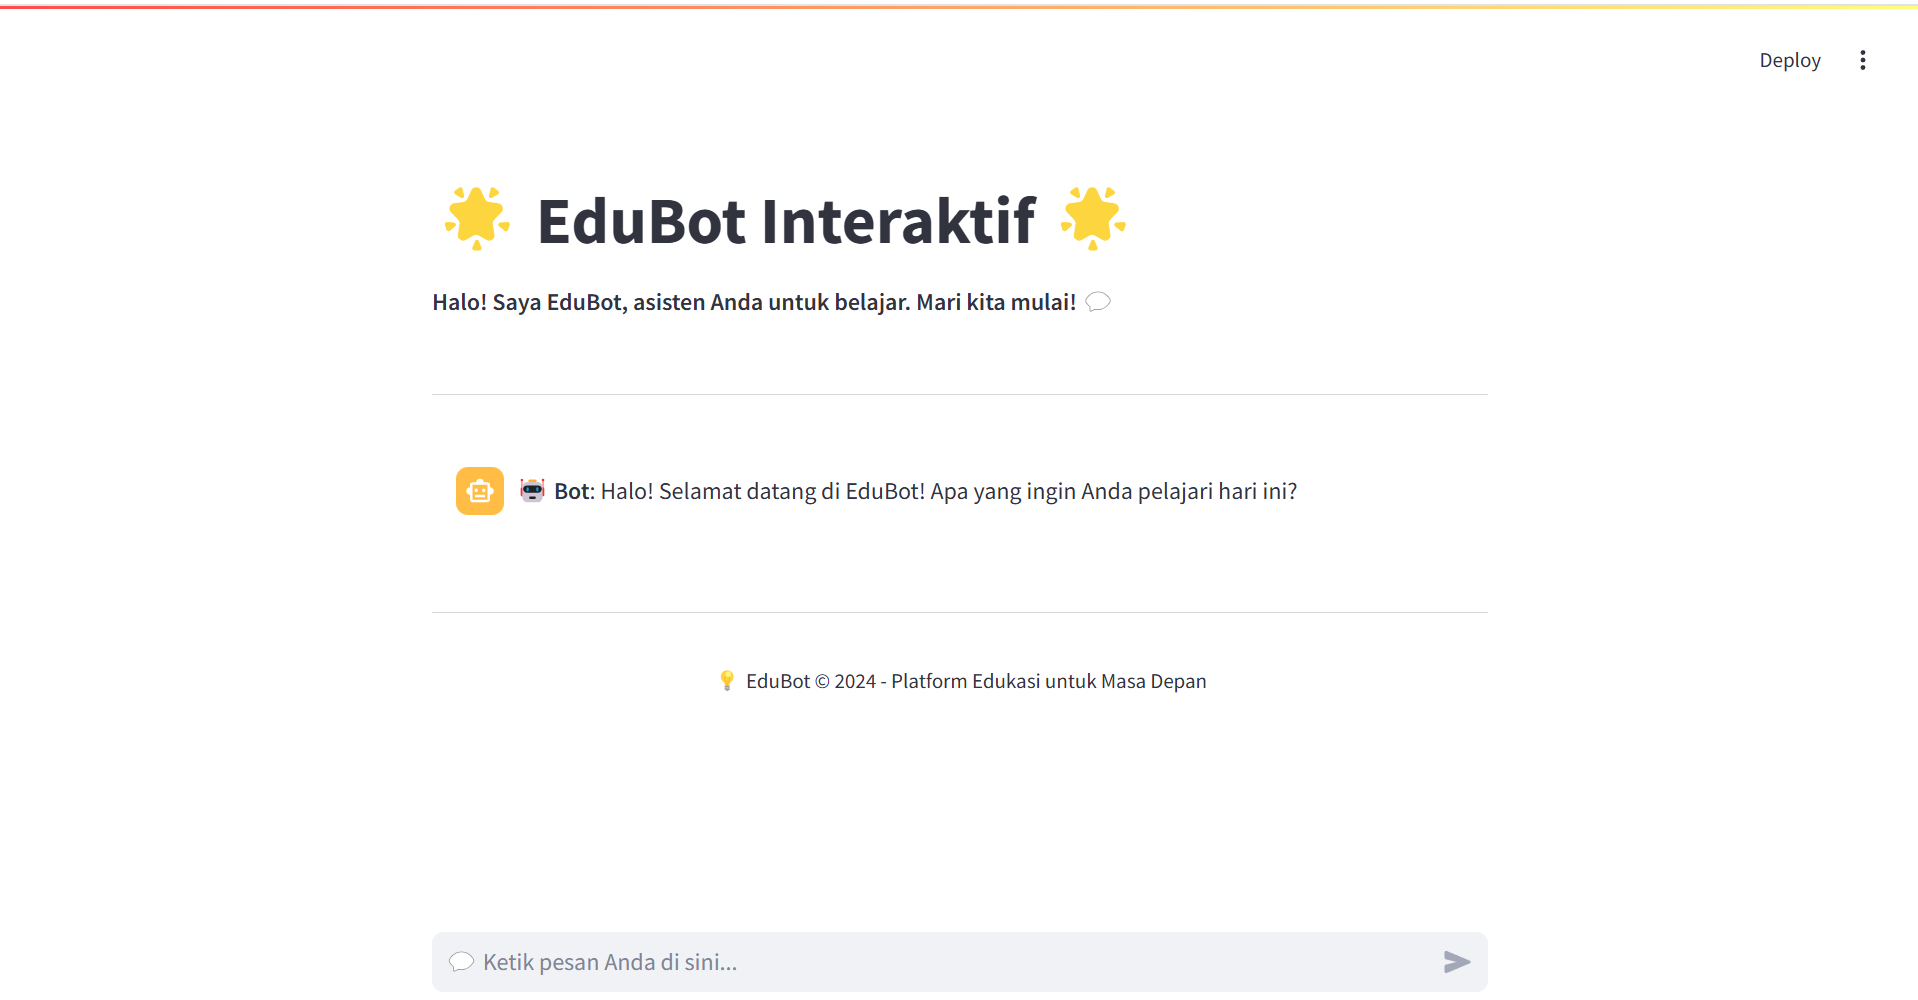 Deploy
🌟 EduBot Interaktif 🌟
Halo! Saya EduBot, asisten Anda untuk belajar. Mari kita mulai! 💬
🤖 Bot: Halo! Selamat datang di EduBot! Apa yang ingin Anda pelajari hari ini?
💡 EduBot © 2024 - Platform Edukasi untuk Masa Depan
💬 Ketik pesan Anda di sini...